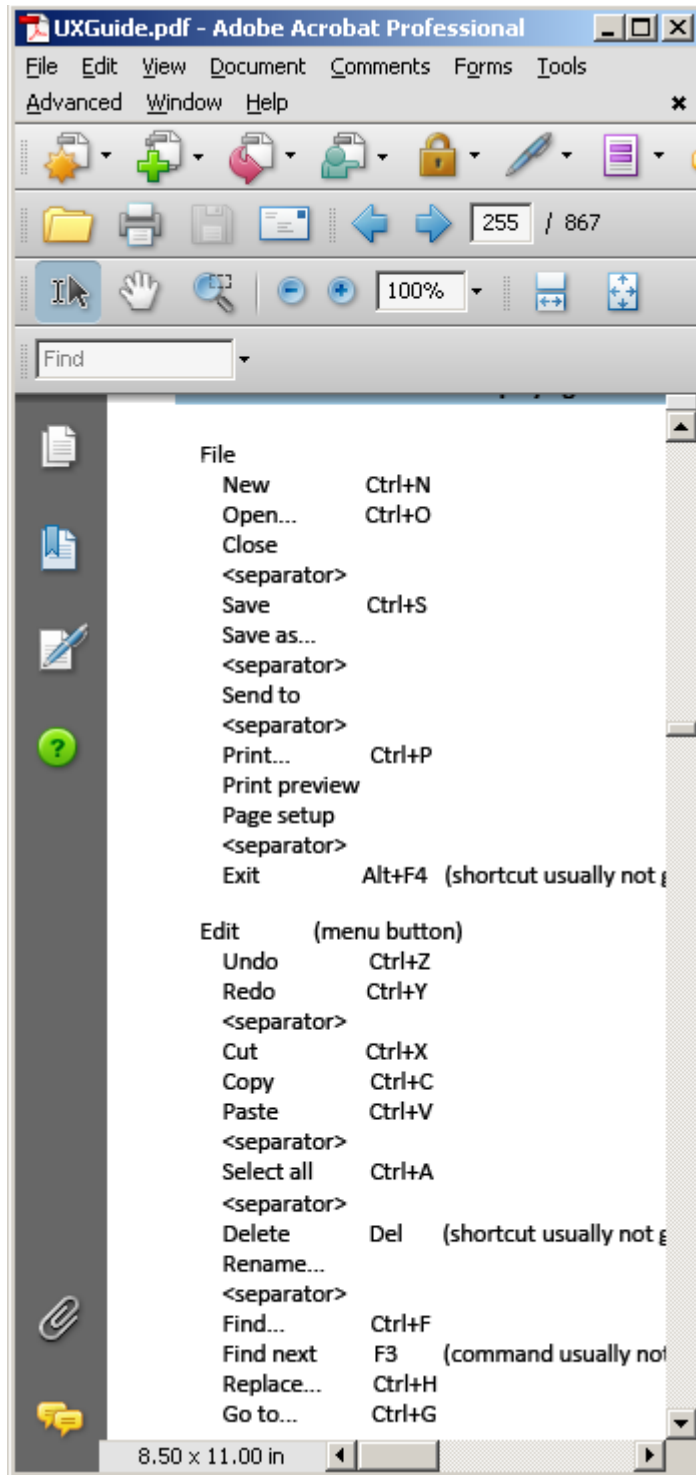 UXGuide.pdf - Adobe Acrobat Professional
File Edit View Document Comments Forms Tools
Advanced Window Help
255 / 867
100%
Find
File
New Ctrl+N
Open... Ctrl+O
Close
<separator>
Save Ctrl+S
Save as...
<separator>
Send to
<separator>
Print... Ctrl+P
Print preview
Page setup
<separator>
Exit Alt+F4 (shortcut usually not
Edit (menu button)
Undo Ctrl+Z
Redo Ctrl+Y
<separator>
Cut Ctrl+X
Copy Ctrl+C
Paste Ctrl+V
<separator>
Select all Ctrl+A
<separator>
Delete Del (shortcut usually not
Rename...
<separator>
Find... Ctrl+F
Find next F3 (command usually not
Replace... Ctrl+H
Go to... Ctrl+G
8.50 x 11.00 in